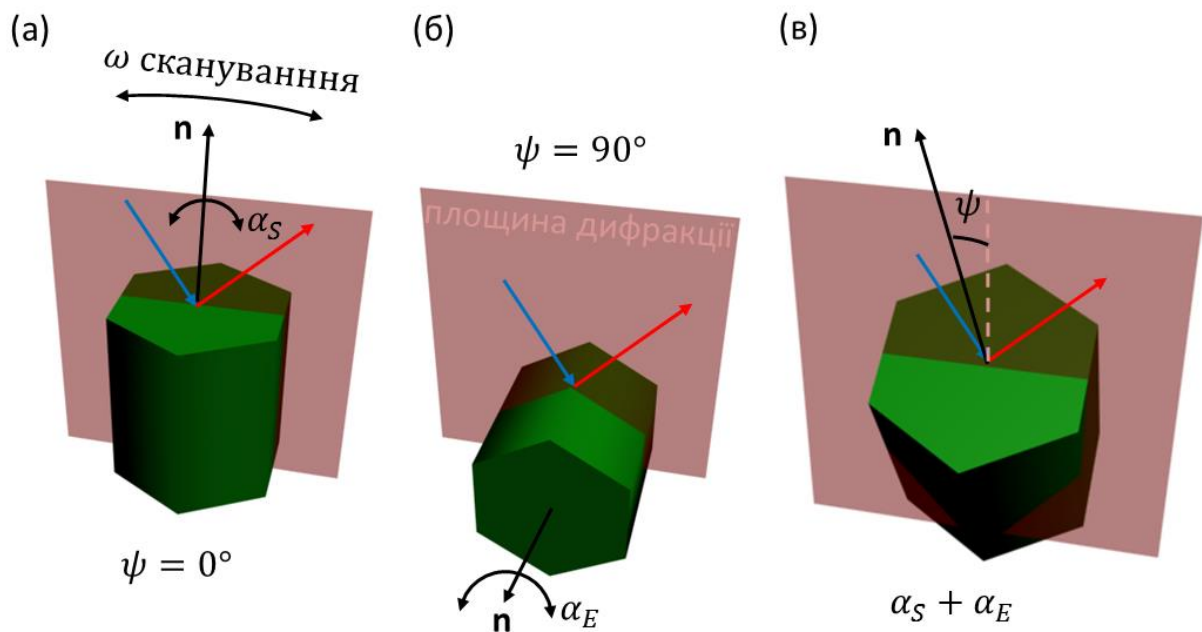 (а)
ω скануванння
n
α_S
ψ = 0°
(б)
ψ = 90°
площина дифракції
n
α_E
(в)
n
ψ
α_S + α_E